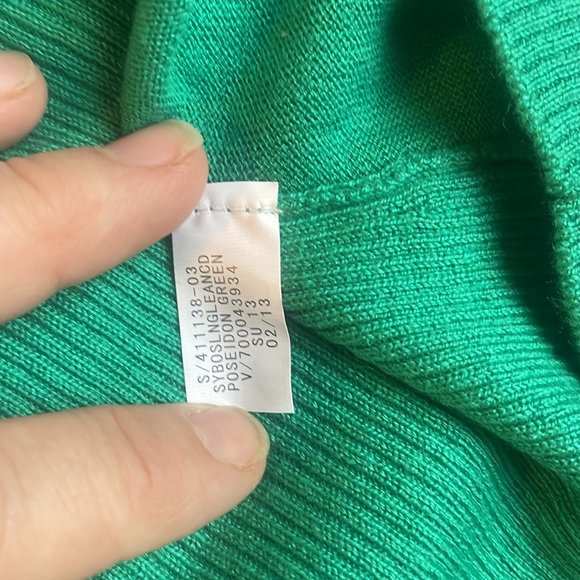 S/411138-03
SYBOSLNGLEANCD
POSEIDON GREEN
V/700043934
SU 13
02/13